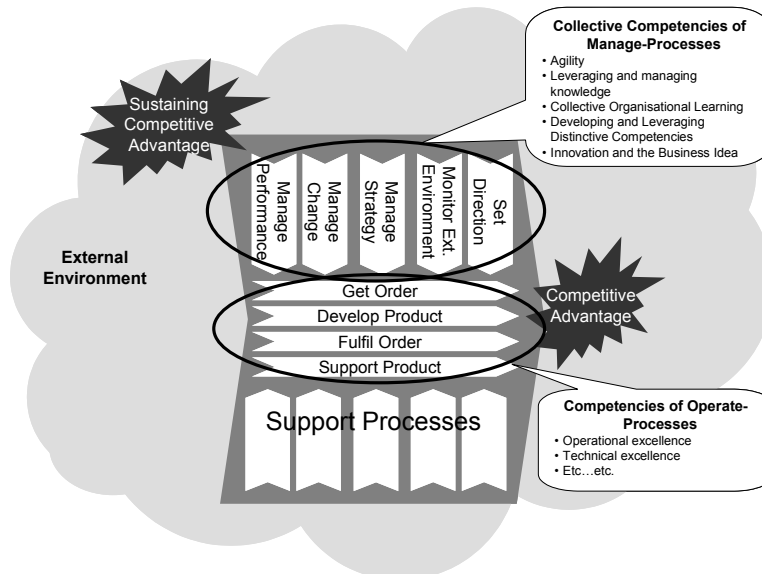 Collective Competencies of
Manage-Processes
• Agility
• Leveraging and managing
knowledge
• Collective Organisational Learning
• Developing and Leveraging
Distinctive Competencies
• Innovation and the Business Idea
Sustaining
Competitive
Advantage
Manage
Performance
Manage
Change
Manage
Strategy
Monitor Ext.
Environment
Set
Direction
External
Environment
Get Order
Develop Product
Fulfil Order
Support Product
Competitive
Advantage
Support Processes
Competencies of Operate-
Processes
• Operational excellence
• Technical excellence
• Etc…etc.